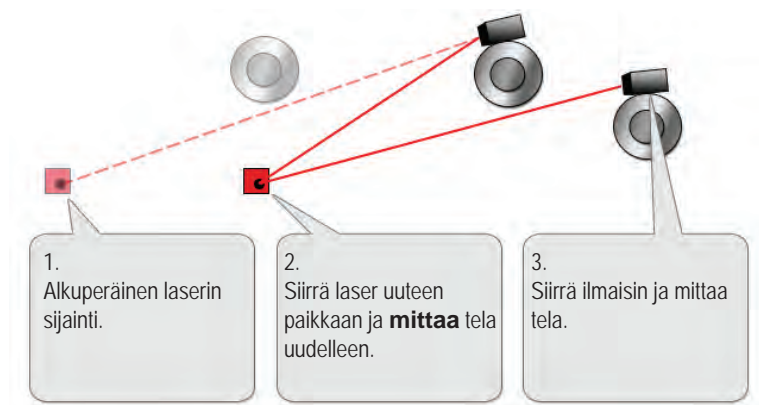 1.
Alkuperäinen laserin
sijainti.
2.
Siirrä laser uuteen
paikkaan ja mittaa tela
uudelleen.
3.
Siirrä ilmaisin ja mittaa
tela.